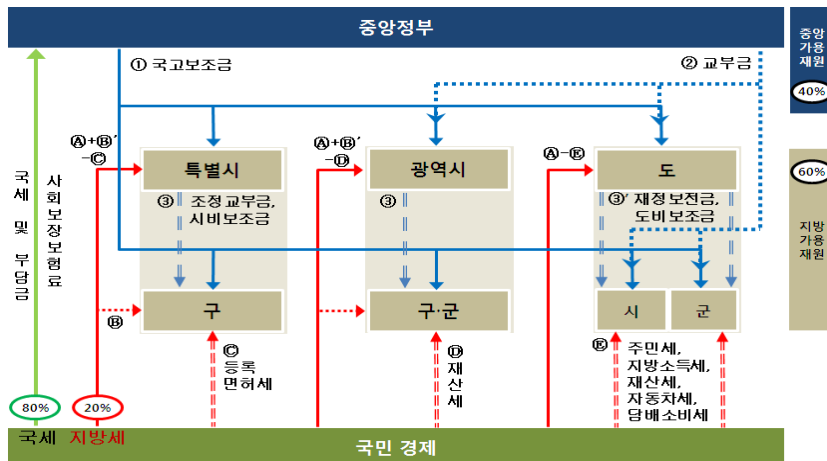 중앙정부
중앙
가용
재원
40%
① 국고보조금
② 교부금
Ⓐ+Ⓑ′
-Ⓒ
Ⓐ+Ⓑ′
-Ⓓ
Ⓐ-Ⓔ
특별시
광역시
도
60%
지방
가용
재원
③ 조정교부금,
시비보조금
③
③′ 재정보전금,
도비보조금
국세 및 부담금
사회보장보험료
구
구·군
시
군
Ⓑ
Ⓒ
등록
면허세
Ⓓ
재
산
세
Ⓔ
주민세,
지방소득세,
재산세,
자동차세,
담배소비세
80%
20%
국세
지방세
국민 경제